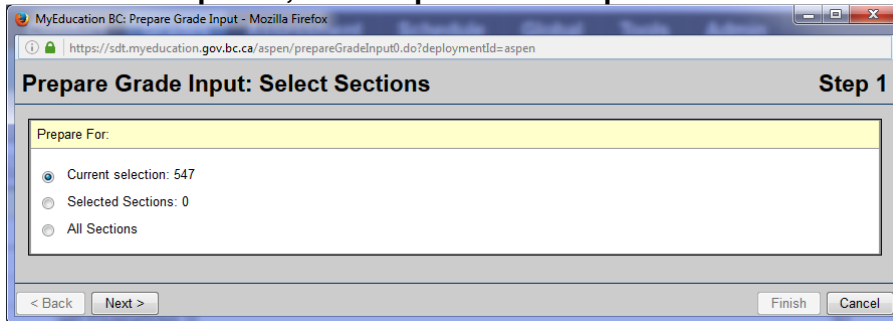 MyEducation BC: Prepare Grade Input - Mozilla Firefox
https://sdt.myeducation.gov.bc.ca/aspen/prepareGradeInput0.do?deploymentId=aspen
Prepare Grade Input: Select Sections Step 1
Prepare For:
Current selection: 547
Selected Sections: 0
All Sections
< Back Next > Finish Cancel